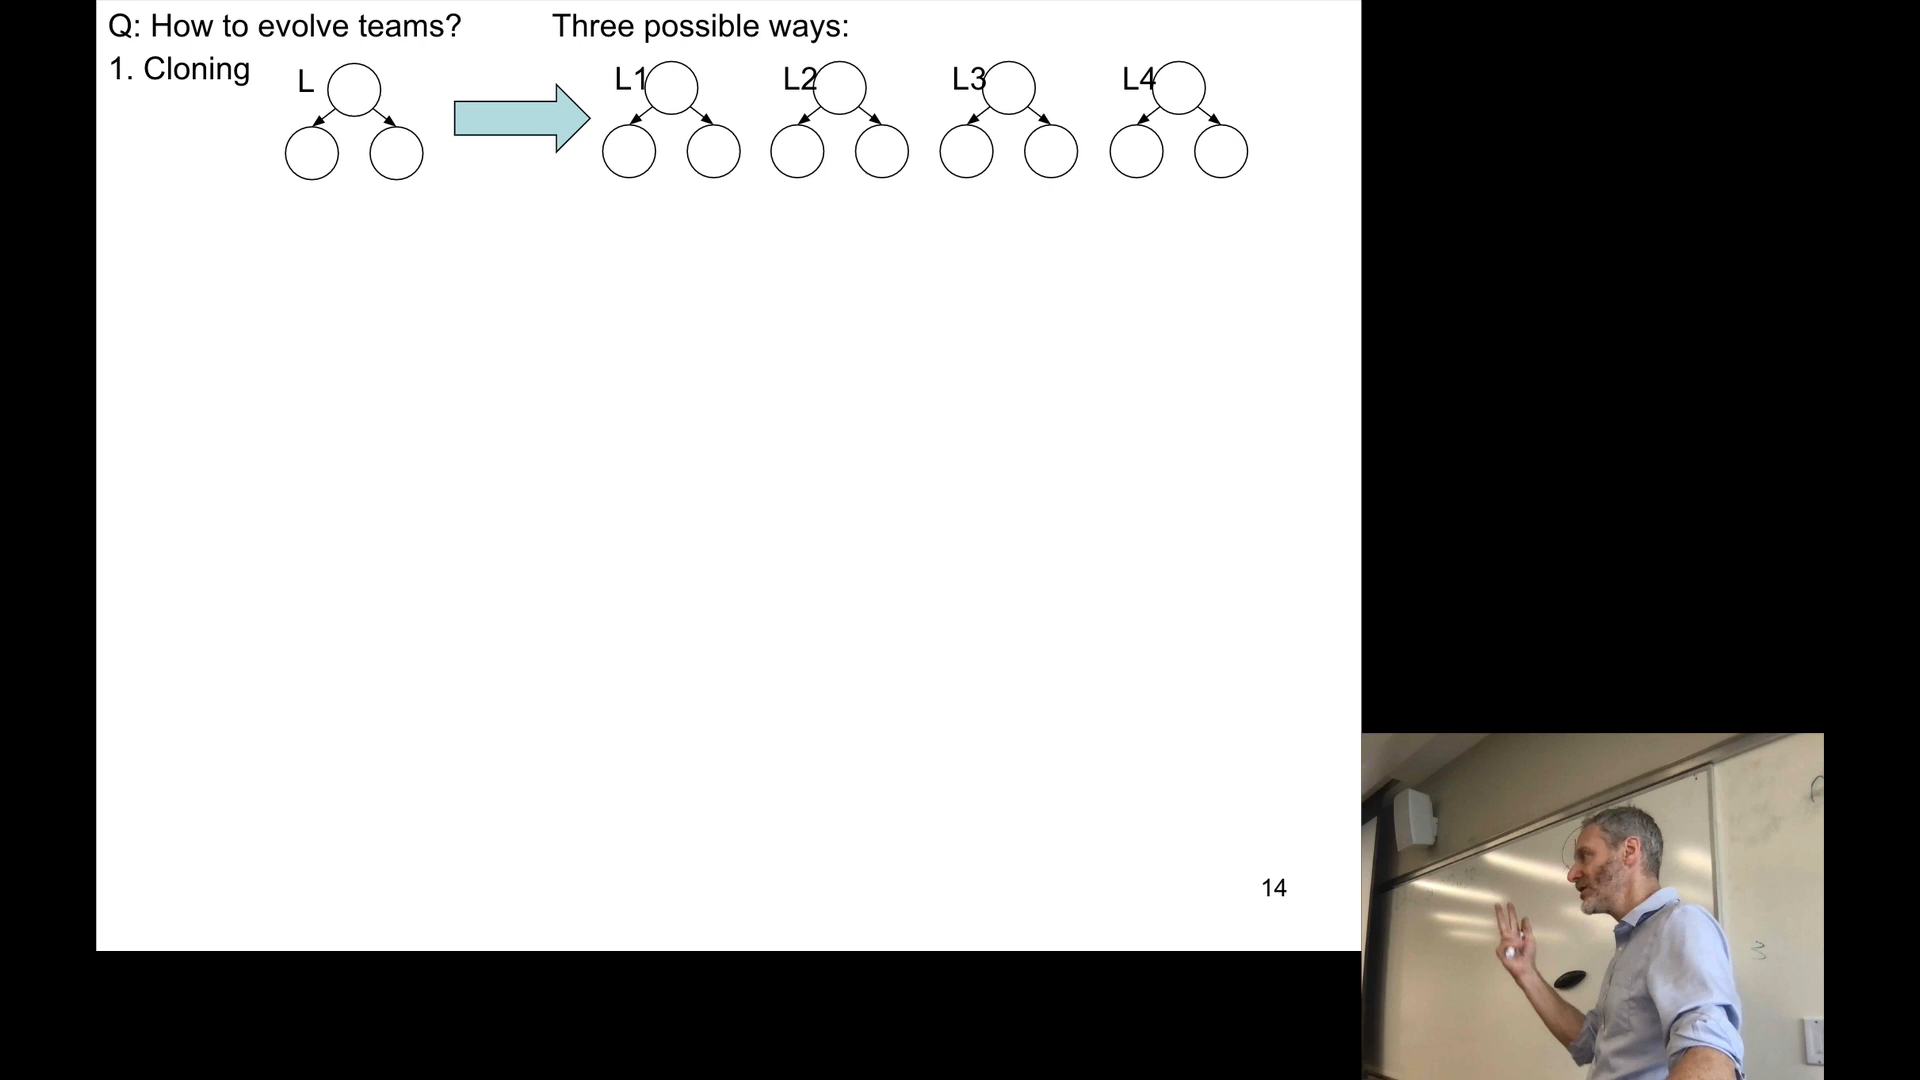 Q: How to evolve teams? Three possible ways:
1. Cloning
L L1 L2 L3 L4
14